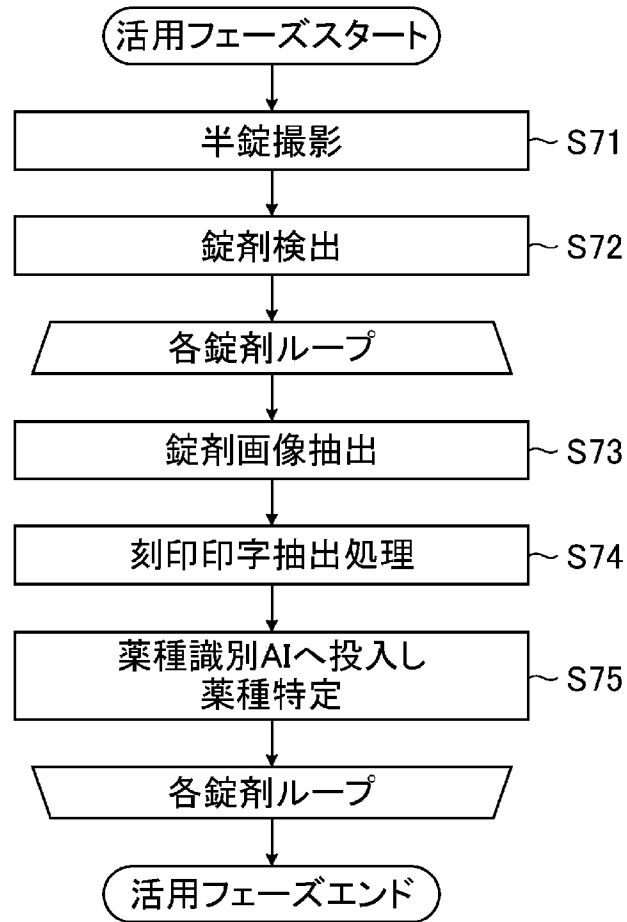 活用フェーズスタート
半錠撮影
~ S71
錠剤検出
~ S72
各錠剤ループ
錠剤画像抽出
~ S73
刻印印字抽出処理
~ S74
薬種識別AIへ投入し
薬種特定
~ S75
各錠剤ループ
活用フェーズエンド